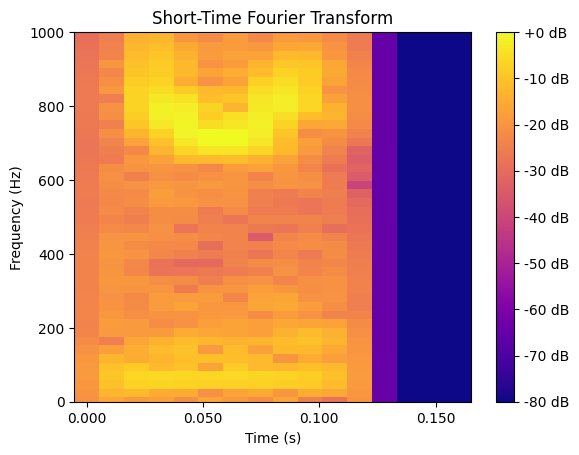 Short-Time Fourier Transform
1000
800
600
400
200
0
Frequency (Hz)
0.000
0.050
0.100
0.150
Time (s)
+0 dB
-10 dB
-20 dB
-30 dB
-40 dB
-50 dB
-60 dB
-70 dB
-80 dB